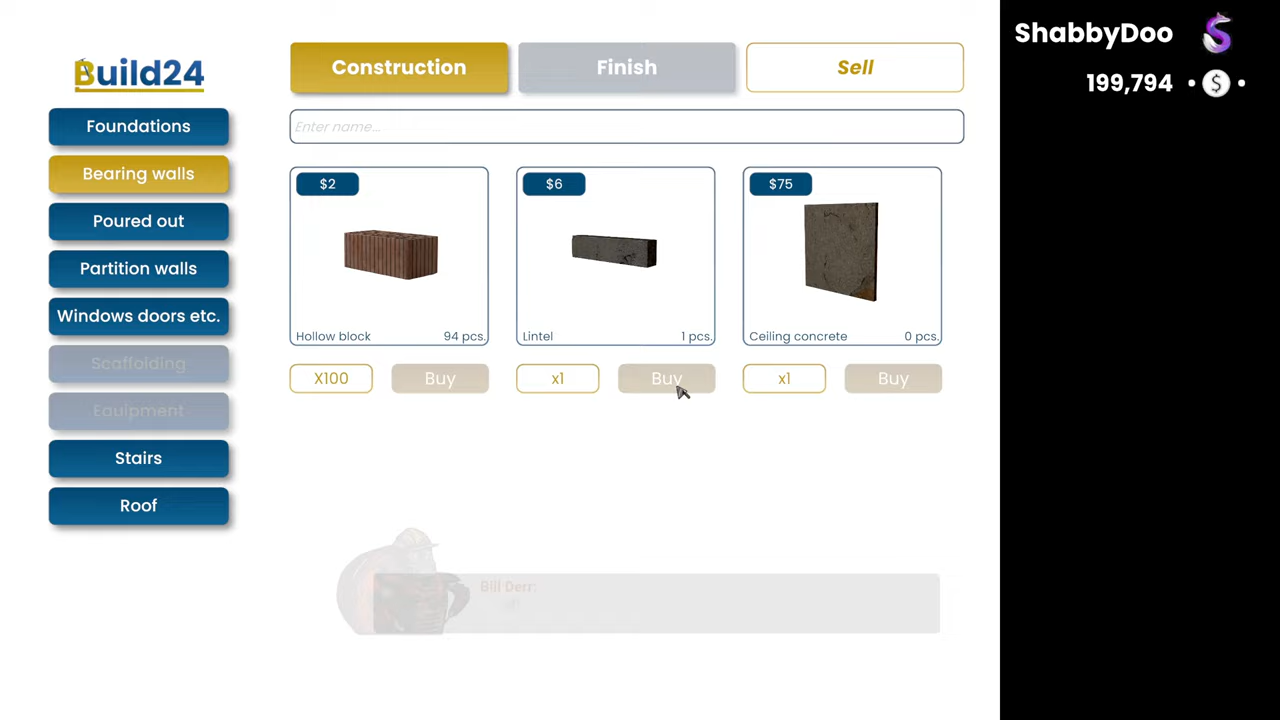 Build24
Foundations
Bearing walls
Poured out
Partition walls
Windows doors etc.
Scaffolding
Equipment
Stairs
Roof
Construction
Finish
Sell
Enter name...
$2
Hollow block
94 pcs.
X100
Buy
$6
Lintel
1 pcs.
x1
Buy
$75
Ceiling concrete
0 pcs.
x1
Buy
Bill Derr:
ShabbyDoo
199,794